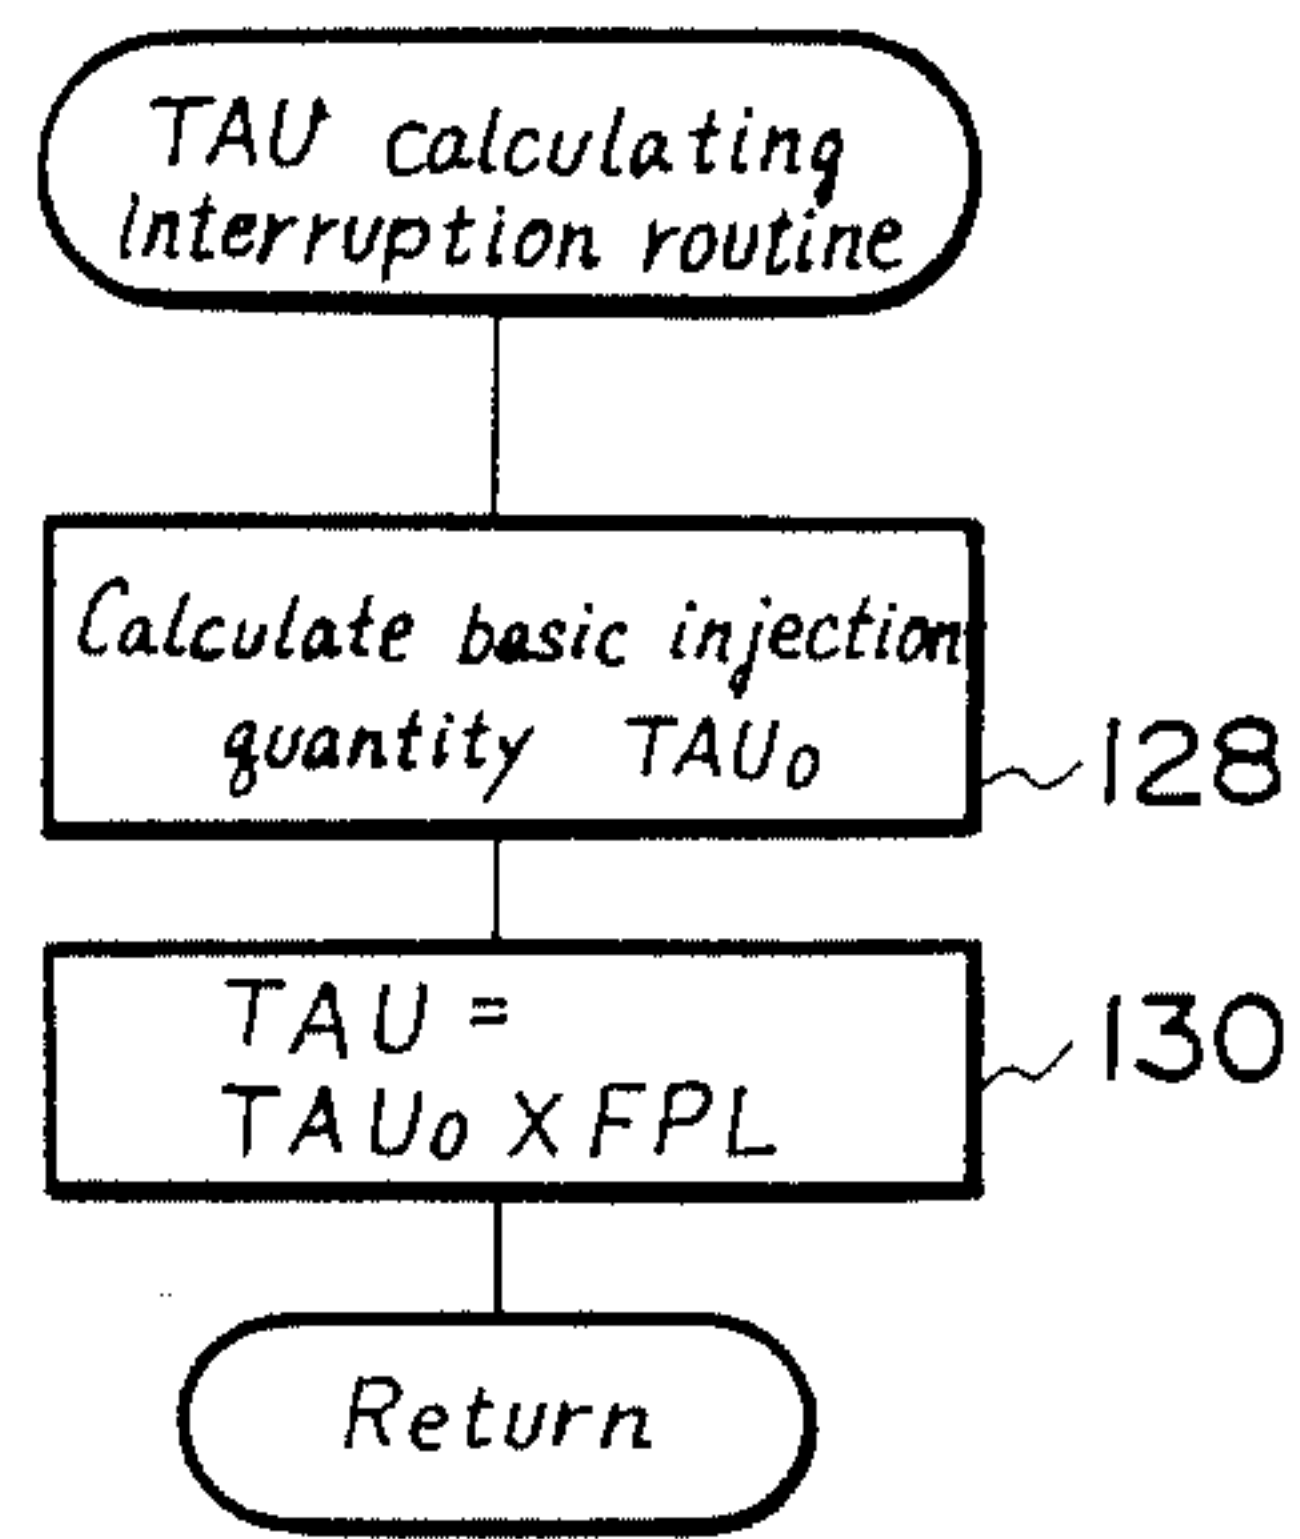 TAU calculating
interruption routine
Calculate basic injection
quantity TAU₀
128
TAU =
TAU₀ X FPL
130
Return